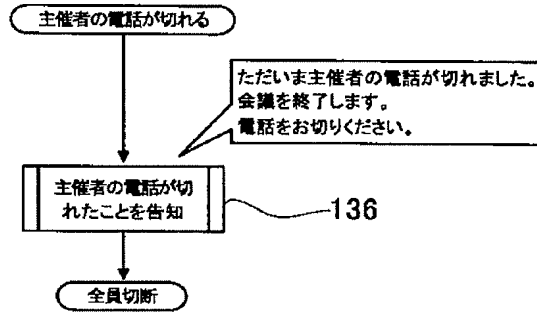 主催者の電話が切れる
ただいま主催者の電話が切れました。
会議を終了します。
電話をお切りください。
主催者の電話が切
れたことを告知
136
全員切断